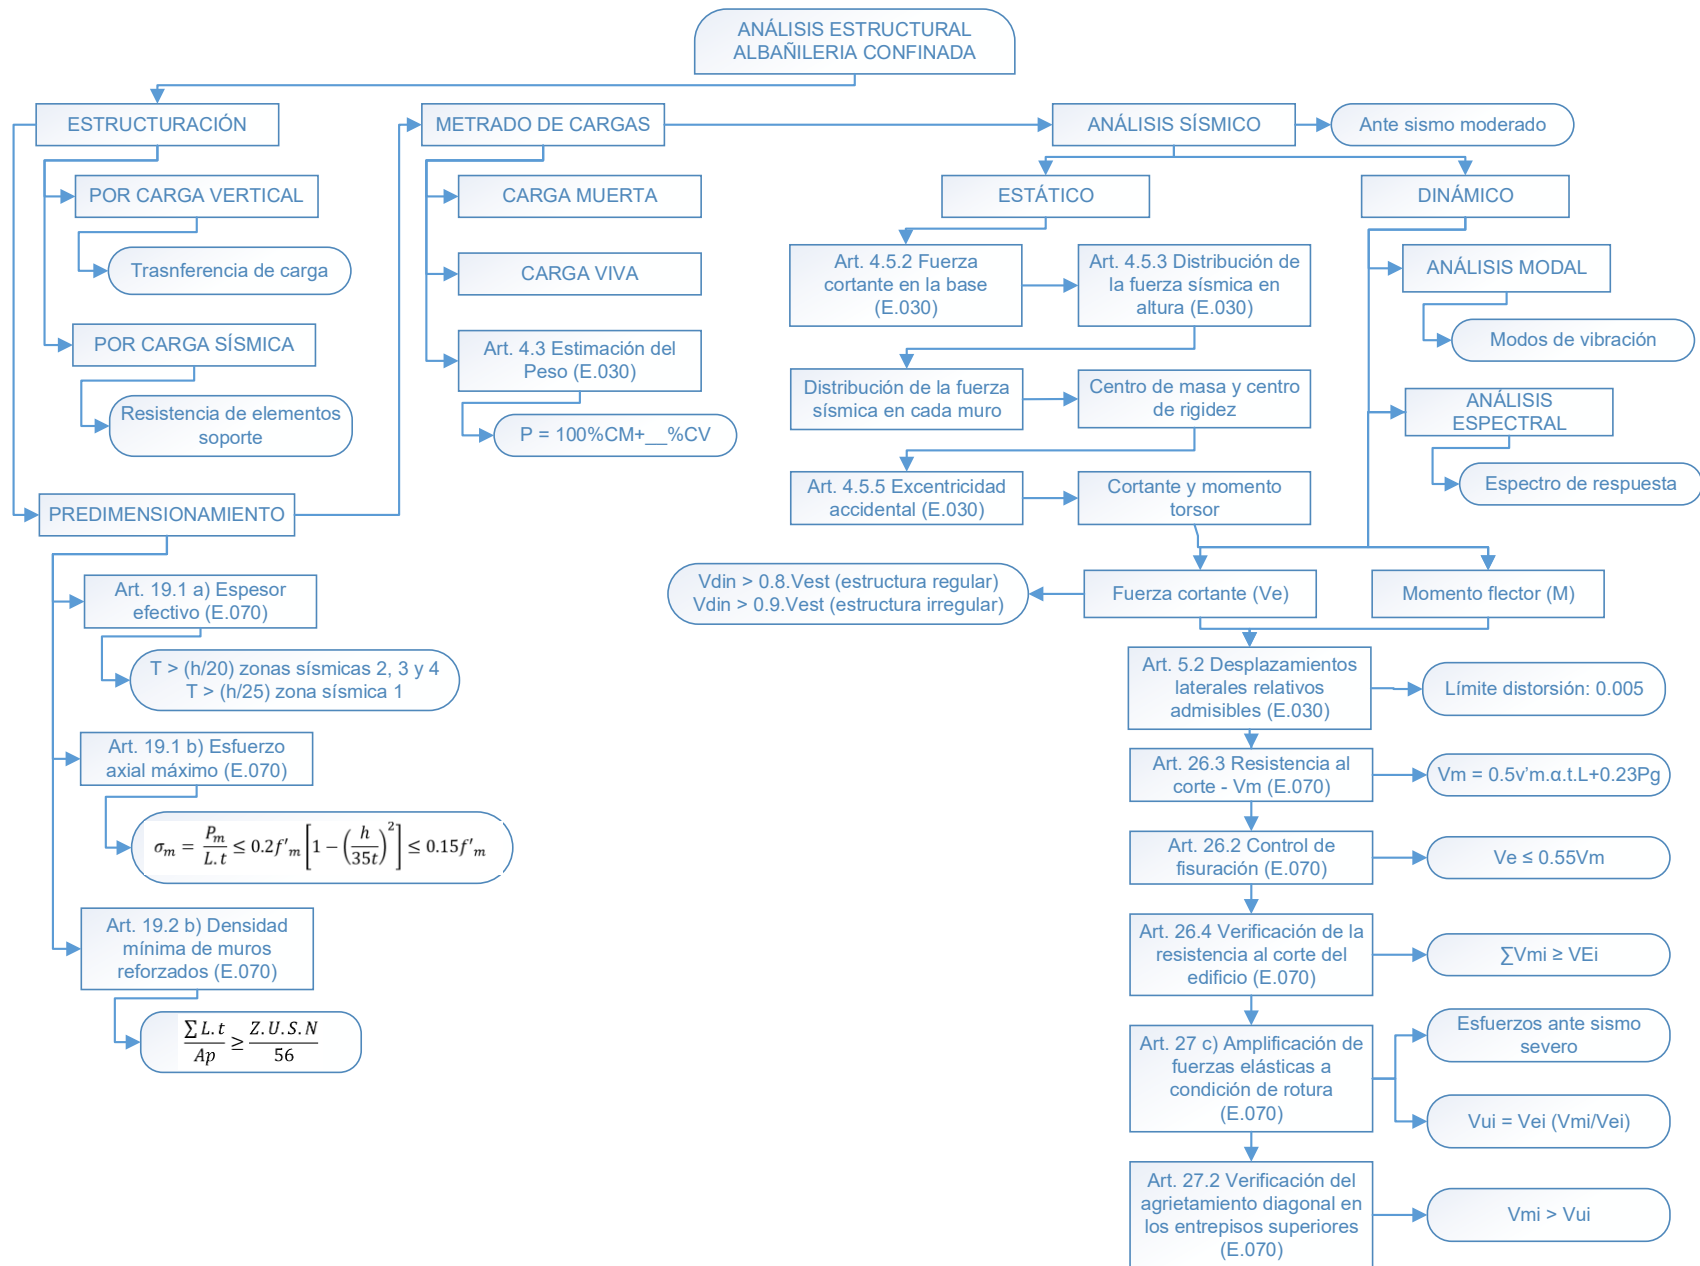 ANÁLISIS ESTRUCTURAL
ALBAÑILERIA CONFINADA
ESTRUCTURACIÓN
POR CARGA VERTICAL
Trasnferencia de carga
POR CARGA SÍSMICA
Resistencia de elementos
soporte
PREDIMENSIONAMIENTO
Art. 19.1 a) Espesor
efectivo (E.070)
T > (h/20) zonas sísmicas 2, 3 y 4
T > (h/25) zona sísmica 1
Art. 19.1 b) Esfuerzo
axial máximo (E.070)
σm = Pm/L.t ≤ 0.2f'm [1 − (h/35t)²] ≤ 0.15f'm
Art. 19.2 b) Densidad
mínima de muros
reforzados (E.070)
∑ L.t / Ap ≥ Z.U.S.N / 56
METRADO DE CARGAS
CARGA MUERTA
CARGA VIVA
Art. 4.3 Estimación del
Peso (E.030)
P = 100%CM+__%CV
ANÁLISIS SÍSMICO
Ante sismo moderado
ESTÁTICO
Art. 4.5.2 Fuerza
cortante en la base
(E.030)
Art. 4.5.3 Distribución de
la fuerza sísmica en
altura (E.030)
Distribución de la fuerza
sísmica en cada muro
Centro de masa y centro
de rigidez
Art. 4.5.5 Excentricidad
accidental (E.030)
Cortante y momento
torsor
DINÁMICO
ANÁLISIS MODAL
Modos de vibración
ANÁLISIS
ESPECTRAL
Espectro de respuesta
Vdin > 0.8.Vest (estructura regular)
Vdin > 0.9.Vest (estructura irregular)
Fuerza cortante (Ve)
Momento flector (M)
Art. 5.2 Desplazamientos
laterales relativos
admisibles (E.030)
Límite distorsión: 0.005
Art. 26.3 Resistencia al
corte - Vm (E.070)
Vm = 0.5v’m.α.t.L+0.23Pg
Art. 26.2 Control de
fisuración (E.070)
Ve ≤ 0.55Vm
Art. 26.4 Verificación de la
resistencia al corte del
edificio (E.070)
∑Vmi ≥ VEi
Art. 27 c) Amplificación de
fuerzas elásticas a
condición de rotura
(E.070)
Esfuerzos ante sismo
severo
Vui = Vei (Vmi/Vei)
Art. 27.2 Verificación del
agrietamiento diagonal en
los entrepisos superiores
(E.070)
Vmi > Vui